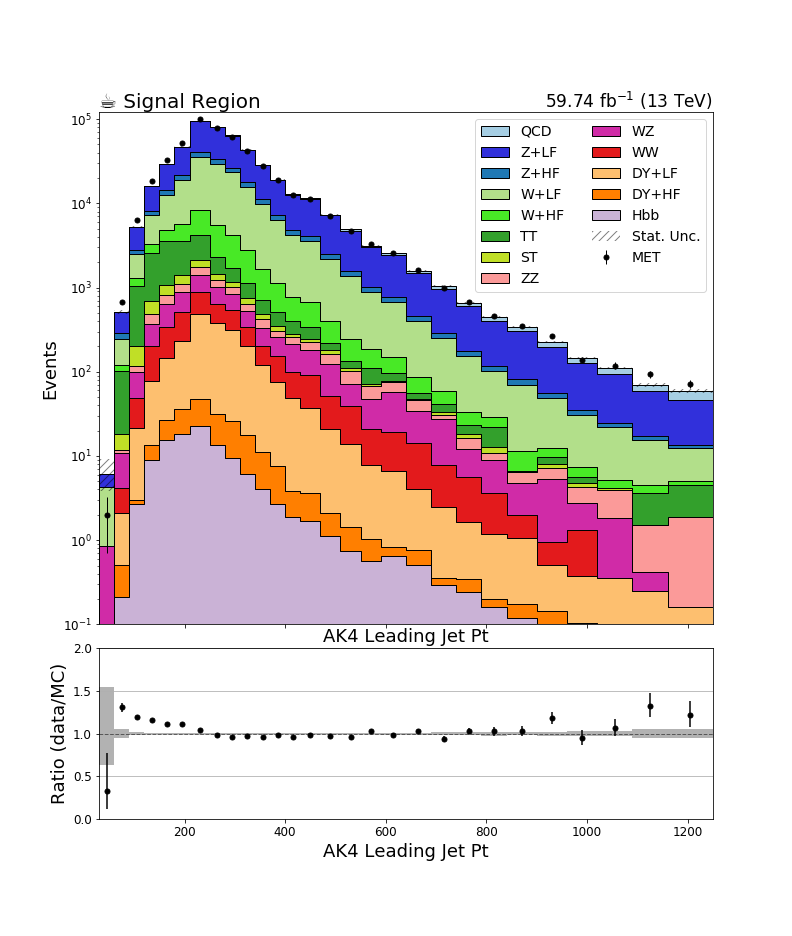 ☕ Signal Region 59.74 fb⁻¹ (13 TeV)
QCD WZ
Z+LF WW
Z+HF DY+LF
W+LF DY+HF
W+HF Hbb
TT Stat. Unc.
ST MET
ZZ
Events
10⁵
10⁴
10³
10²
10¹
10⁰
10⁻¹
AK4 Leading Jet Pt
Ratio (data/MC)
2.0
1.5
1.0
0.5
0.0
200 400 600 800 1000 1200
AK4 Leading Jet Pt